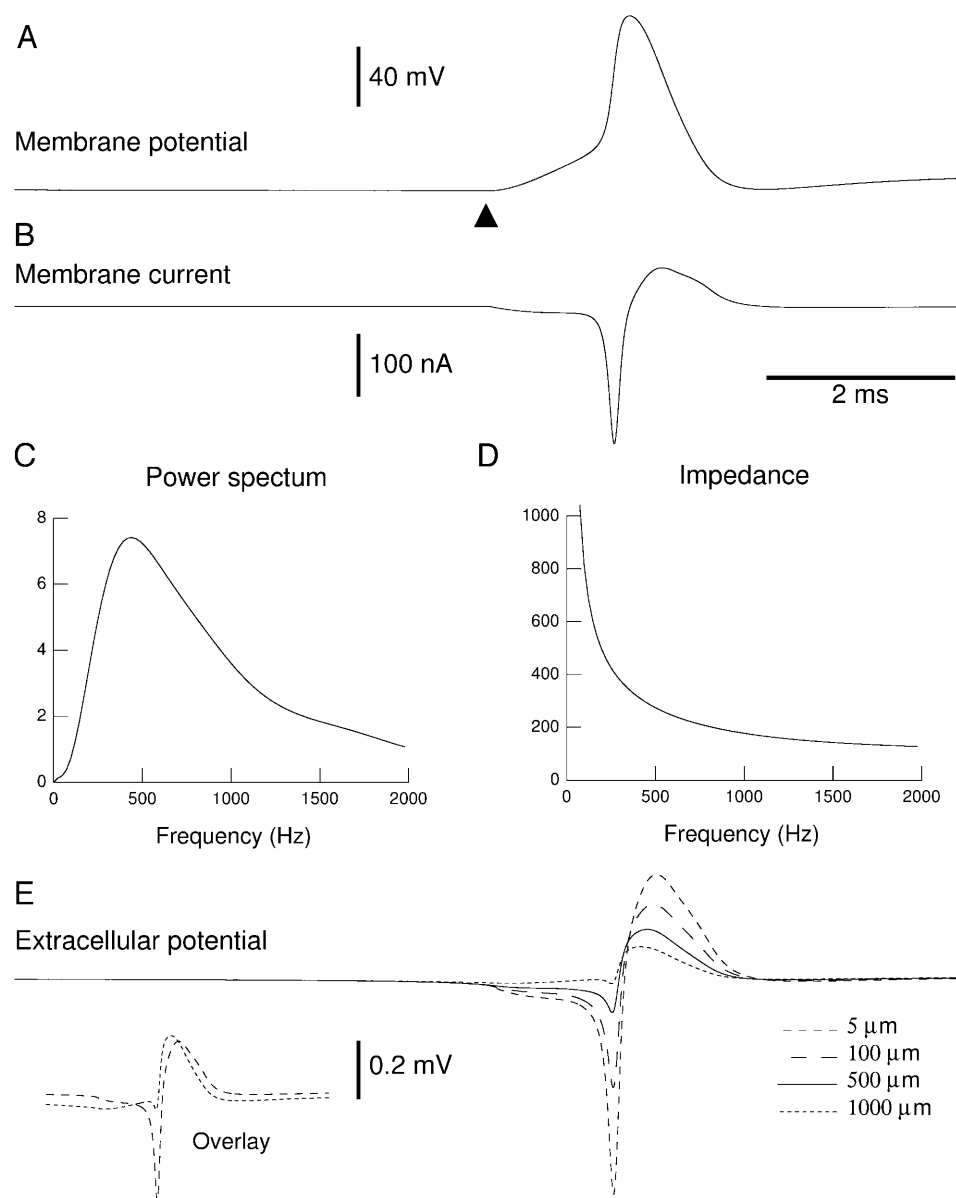 A
40 mV
Membrane potential
B
Membrane current
100 nA
2 ms
C
Power spectum
8
6
4
2
0
0 500 1000 1500 2000
Frequency (Hz)
D
Impedance
1000
800
600
400
200
0
0 500 1000 1500 2000
Frequency (Hz)
E
Extracellular potential
0.2 mV
Overlay
5 μm
100 μm
500 μm
1000 μm